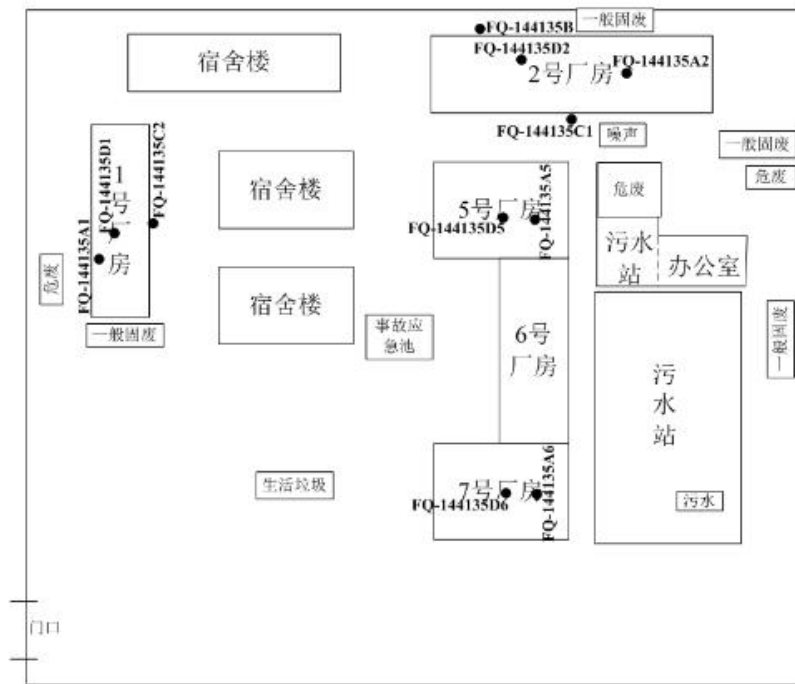 一般固废
FQ-144135B
宿舍楼
FQ-144135D2
2号厂房
FQ-144135A2
FQ-144135C1
噪声
一般固废
危废
FQ-144135A1
FQ-144135D1
1号厂房
FQ-144135C2
危废
一般固废
宿舍楼
宿舍楼
事故应
急池
5号厂房
FQ-144135D5
FQ-144135A5
危废
污水
站
办公室
6号
厂房
污水站
一般固废
生活垃圾
7号厂房
FQ-144135D6
FQ-144135A6
污水
门口